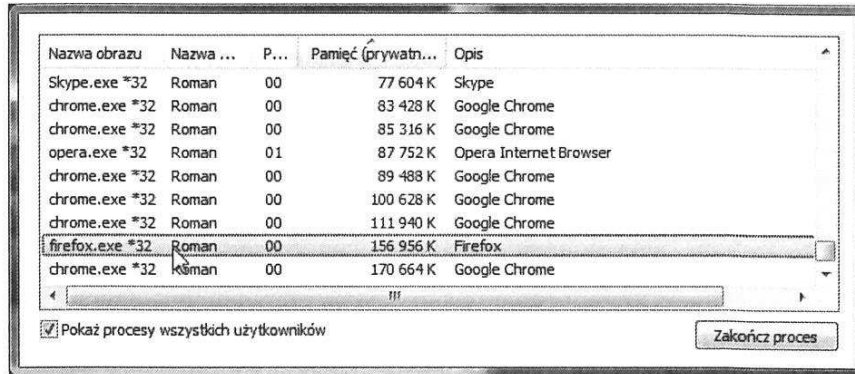 Nazwa obrazu Nazwa ... P... Pamięć (prywatn... Opis
Skype.exe *32 Roman 00 77 604 K Skype
chrome.exe *32 Roman 00 83 428 K Google Chrome
chrome.exe *32 Roman 00 85 316 K Google Chrome
opera.exe *32 Roman 01 87 752 K Opera Internet Browser
chrome.exe *32 Roman 00 89 488 K Google Chrome
chrome.exe *32 Roman 00 100 628 K Google Chrome
chrome.exe *32 Roman 00 111 940 K Google Chrome
firefox.exe *32 Roman 00 156 956 K Firefox
chrome.exe *32 Roman 00 170 664 K Google Chrome
Pokaż procesy wszystkich użytkowników
Zakończ proces